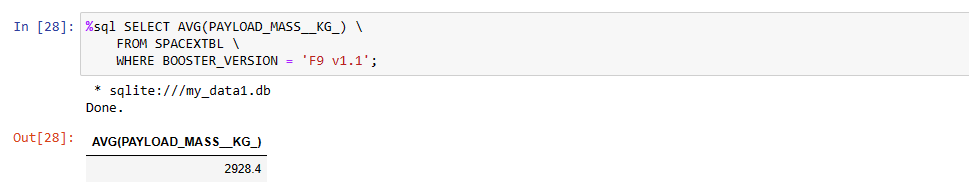 In [28]: %sql SELECT AVG(PAYLOAD_MASS__KG_) \
FROM SPACEXTBL \
WHERE BOOSTER_VERSION = 'F9 v1.1';
* sqlite:///my_data1.db
Done.
Out[28]: AVG(PAYLOAD_MASS__KG_)
2928.4